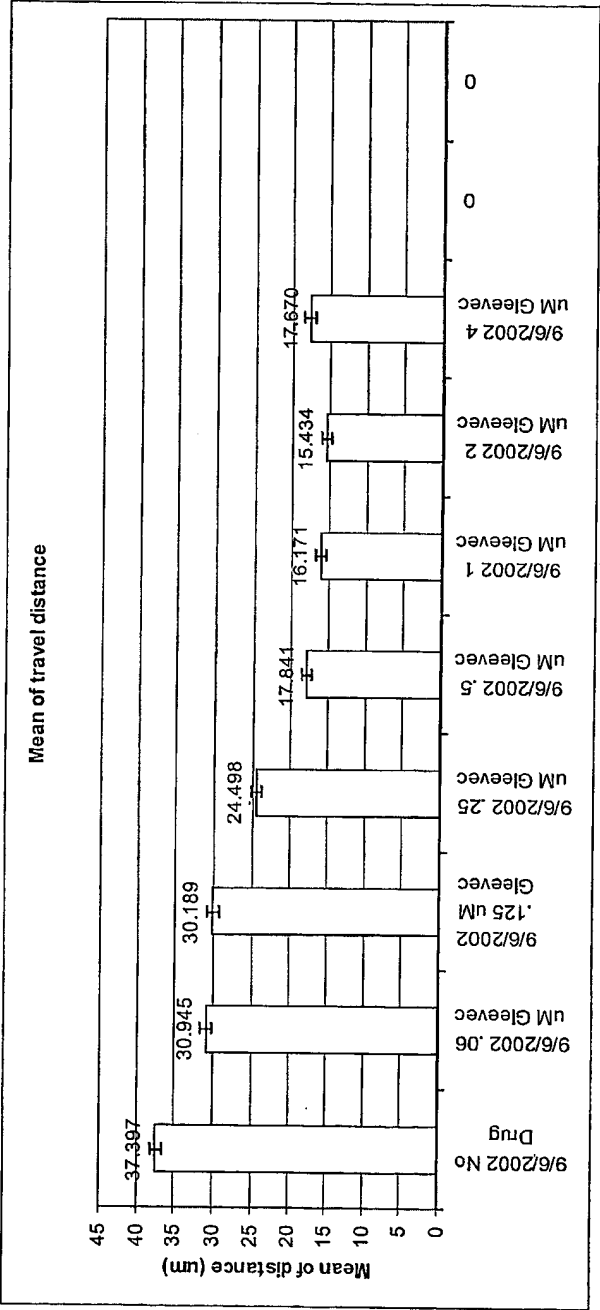 Mean of travel distance
Mean of distance (um)
45
40
35
30
25
20
15
10
5
0
37.397
30.945
30.189
24.498
17.841
16.171
15.434
17.670
9/6/2002 No
Drug
9/6/2002 .06
uM Gleevec
9/6/2002
.125 uM
Gleevec
9/6/2002 .25
uM Gleevec
9/6/2002 .5
uM Gleevec
9/6/2002 1
uM Gleevec
9/6/2002 2
uM Gleevec
9/6/2002 4
uM Gleevec
0
0